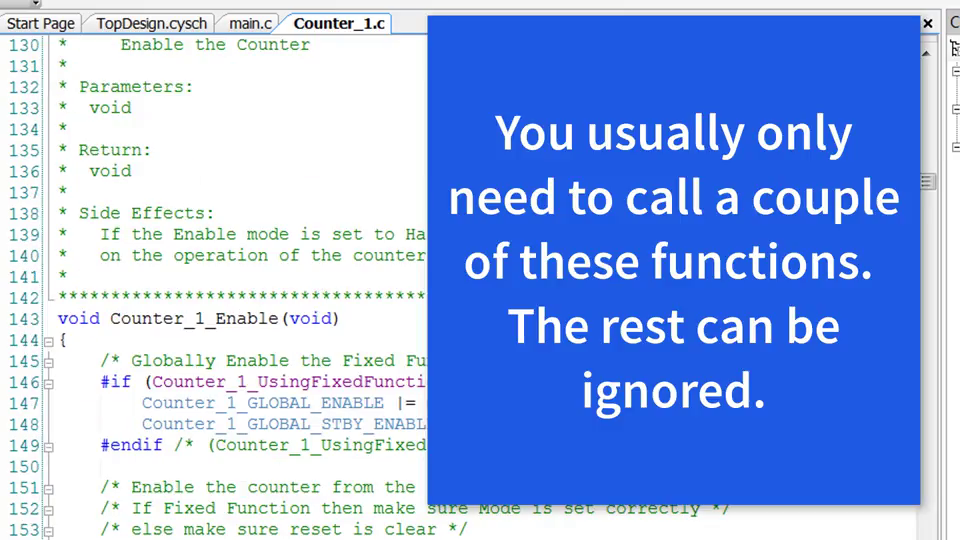 Start Page TopDesign.cysch main.c Counter_1.c
130 * Enable the Counter
131 *
132 * Parameters:
133 * void
134 *
135 * Return:
136 * void
137 *
138 * Side Effects:
139 * If the Enable mode is set to Ha
140 * on the operation of the counter
141 *
142 ***********************************
143 void Counter_1_Enable(void)
144 {
145 /* Globally Enable the Fixed Fu
146 #if (Counter_1_UsingFixedFuncti
147 Counter_1_GLOBAL_ENABLE |=
148 Counter_1_GLOBAL_STBY_ENABL
149 #endif /* (Counter_1_UsingFixed
150
151 /* Enable the counter from the
152 /* If Fixed Function then make sure Mode is set correctly */
153 /* else make sure reset is clear */
You usually only
need to call a couple
of these functions.
The rest can be
ignored.